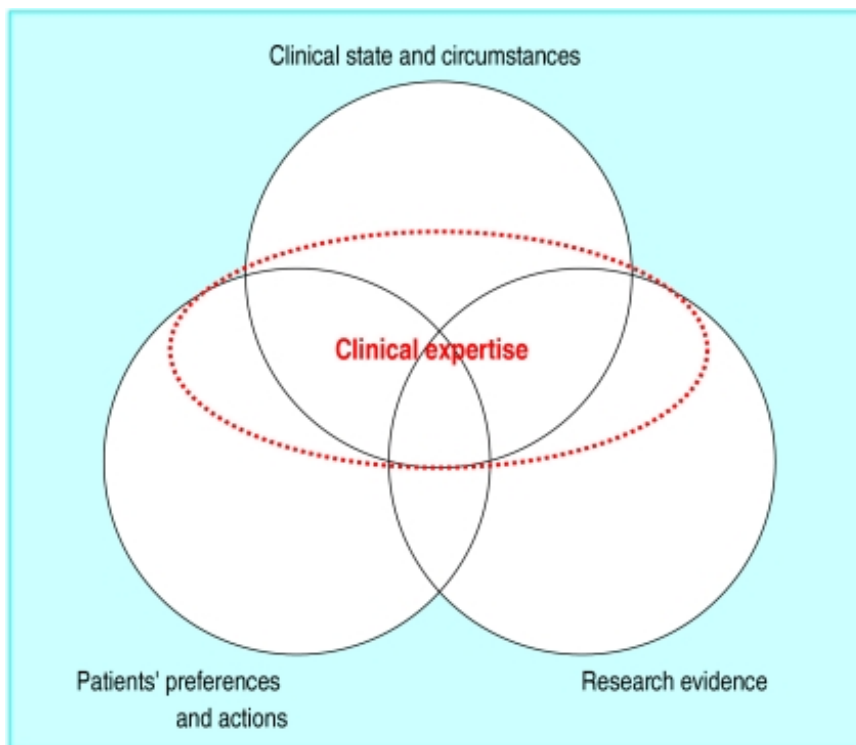 Clinical state and circumstances
Clinical expertise
Patients' preferences
and actions
Research evidence